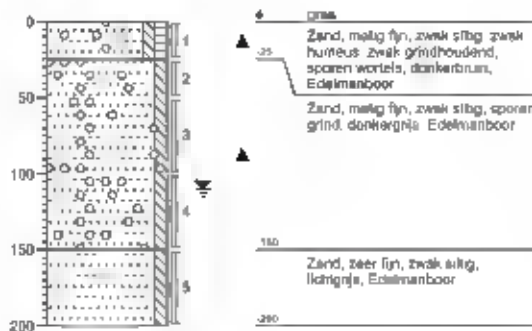 0
50
100
150
200
1
2
3
4
5
0
gras
Zand, matig fijn, zwak siltig, zwak
humeus, zwak grindhoudend,
sporen wortels, donkerbruin,
Edelmanboor
-25
Zand, matig fijn, zwak siltig, sporen
grind, donkergrijs, Edelmanboor
-150
Zand, zeer fijn, zwak siltig,
lichtgrijs, Edelmanboor
-200